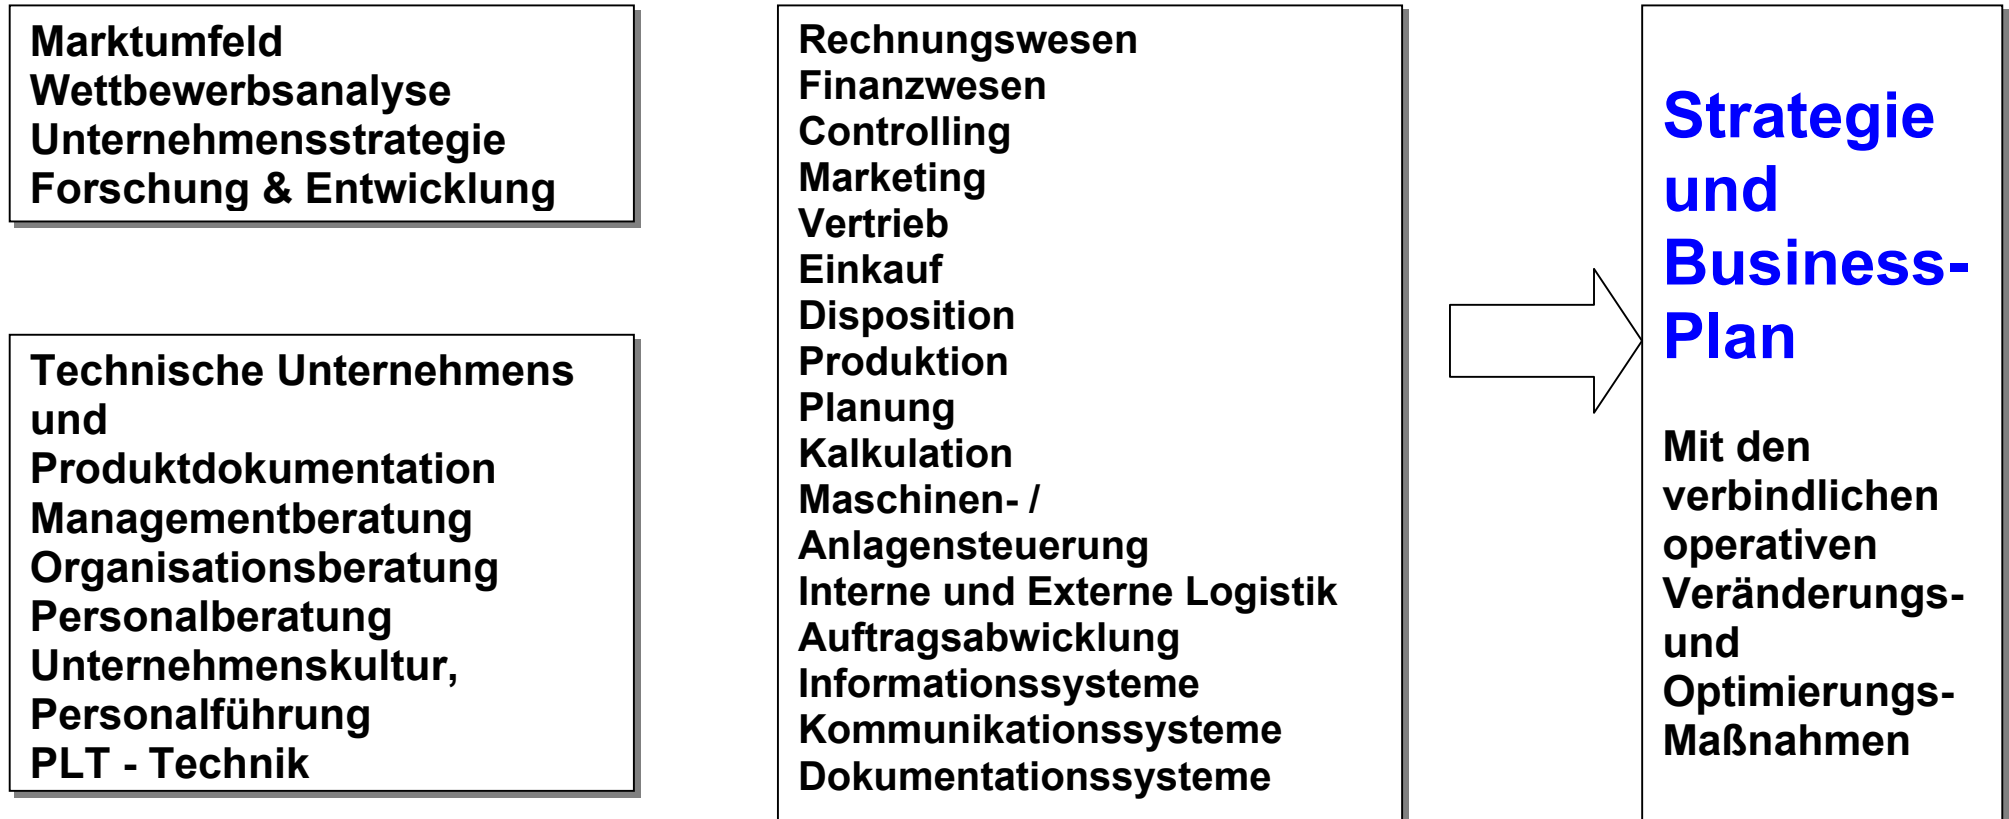 Marktumfeld
Wettbewerbsanalyse
Unternehmensstrategie
Forschung & Entwicklung
Technische Unternehmens
und
Produktdokumentation
Managementberatung
Organisationsberatung
Personalberatung
Unternehmenskultur,
Personalführung
PLT - Technik
Rechnungswesen
Finanzwesen
Controlling
Marketing
Vertrieb
Einkauf
Disposition
Produktion
Planung
Kalkulation
Maschinen- /
Anlagensteuerung
Interne und Externe Logistik
Auftragsabwicklung
Informationssysteme
Kommunikationssysteme
Dokumentationssysteme
Strategie
und
Business-
Plan
Mit den
verbindlichen
operativen
Veränderungs-
und
Optimierungs-
Maßnahmen